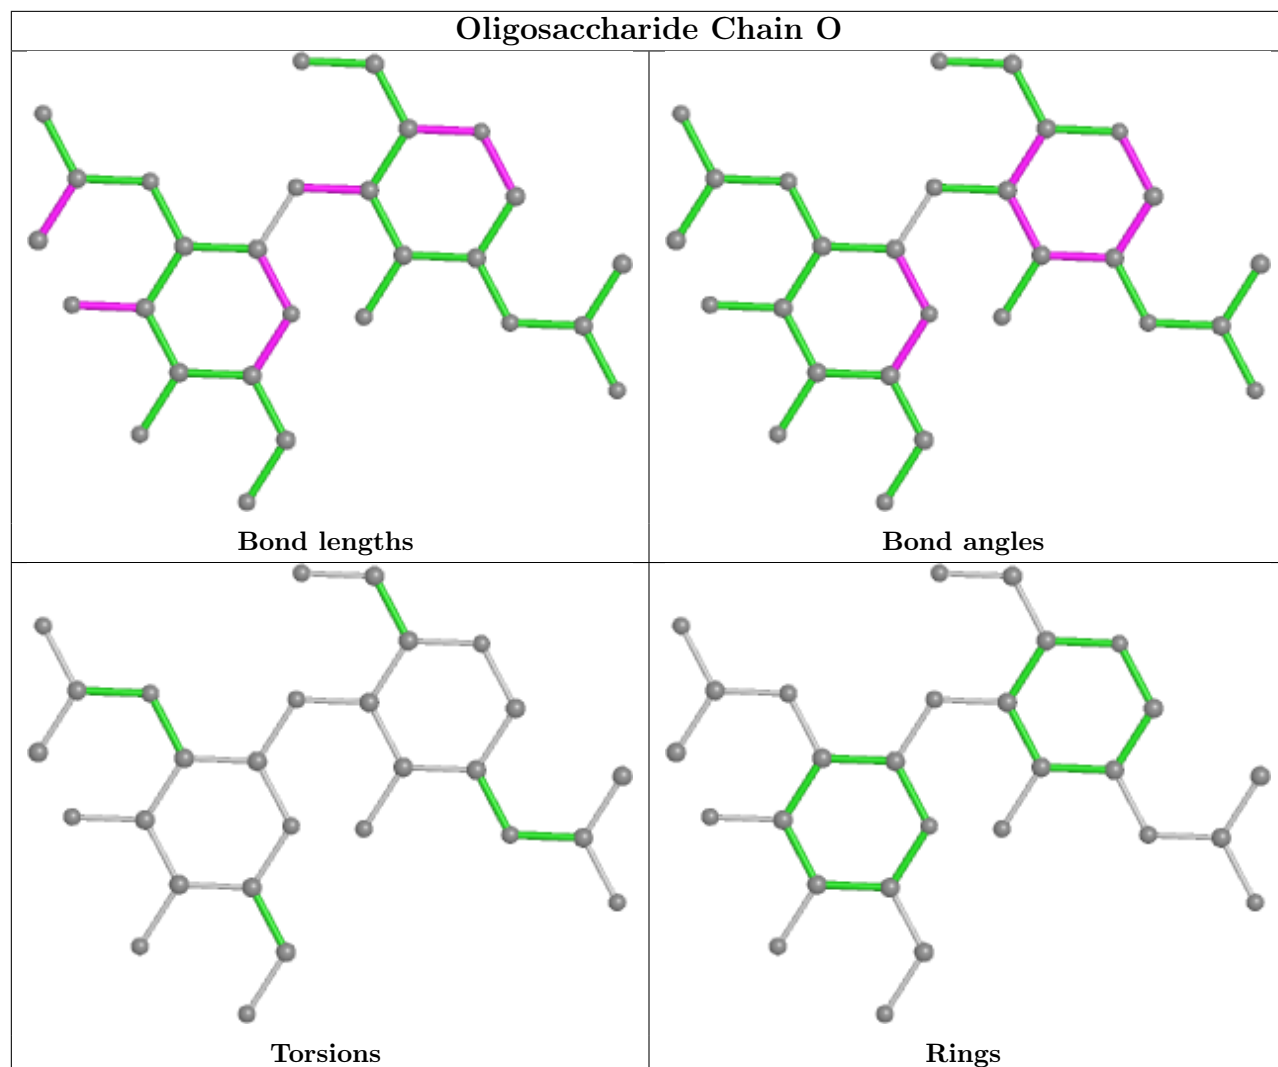 Oligosaccharide Chain O
Bond lengths
Bond angles
Torsions
Rings